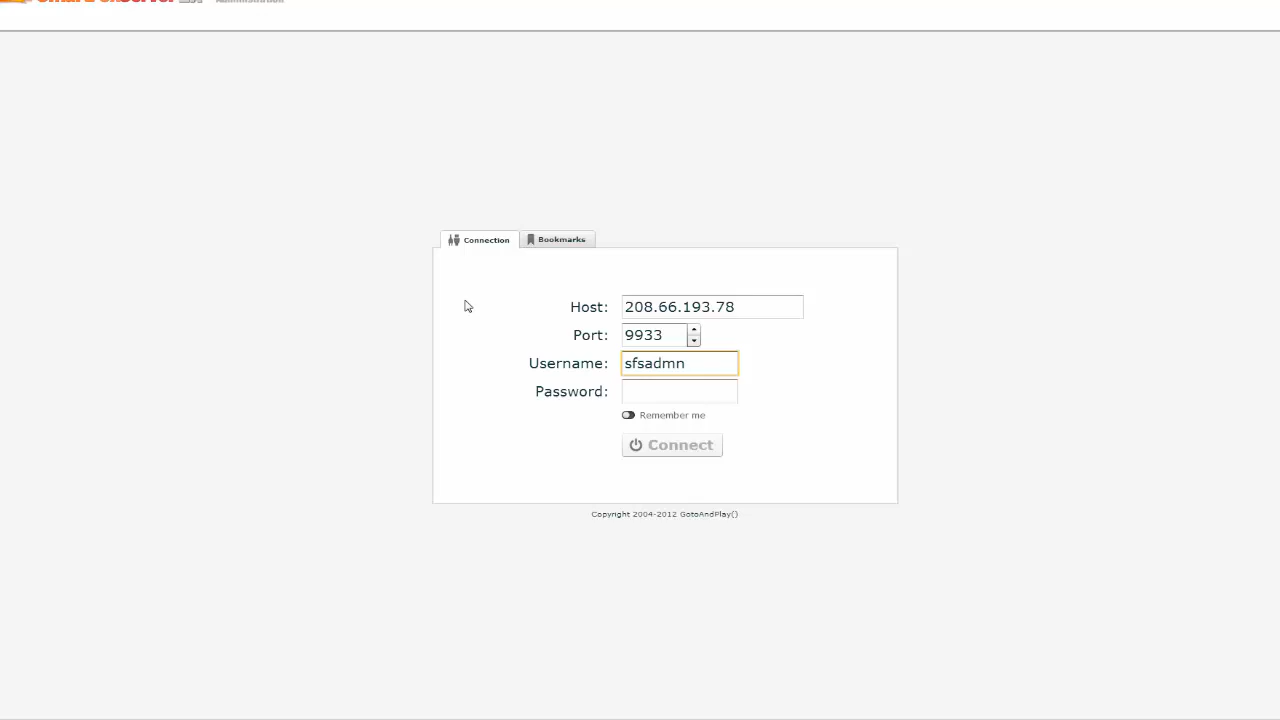 Connection
Bookmarks
Host: 208.66.193.78
Port: 9933
Username: sfsadmn
Password:
Remember me
Connect
Copyright 2004-2012 GotoAndPlay()